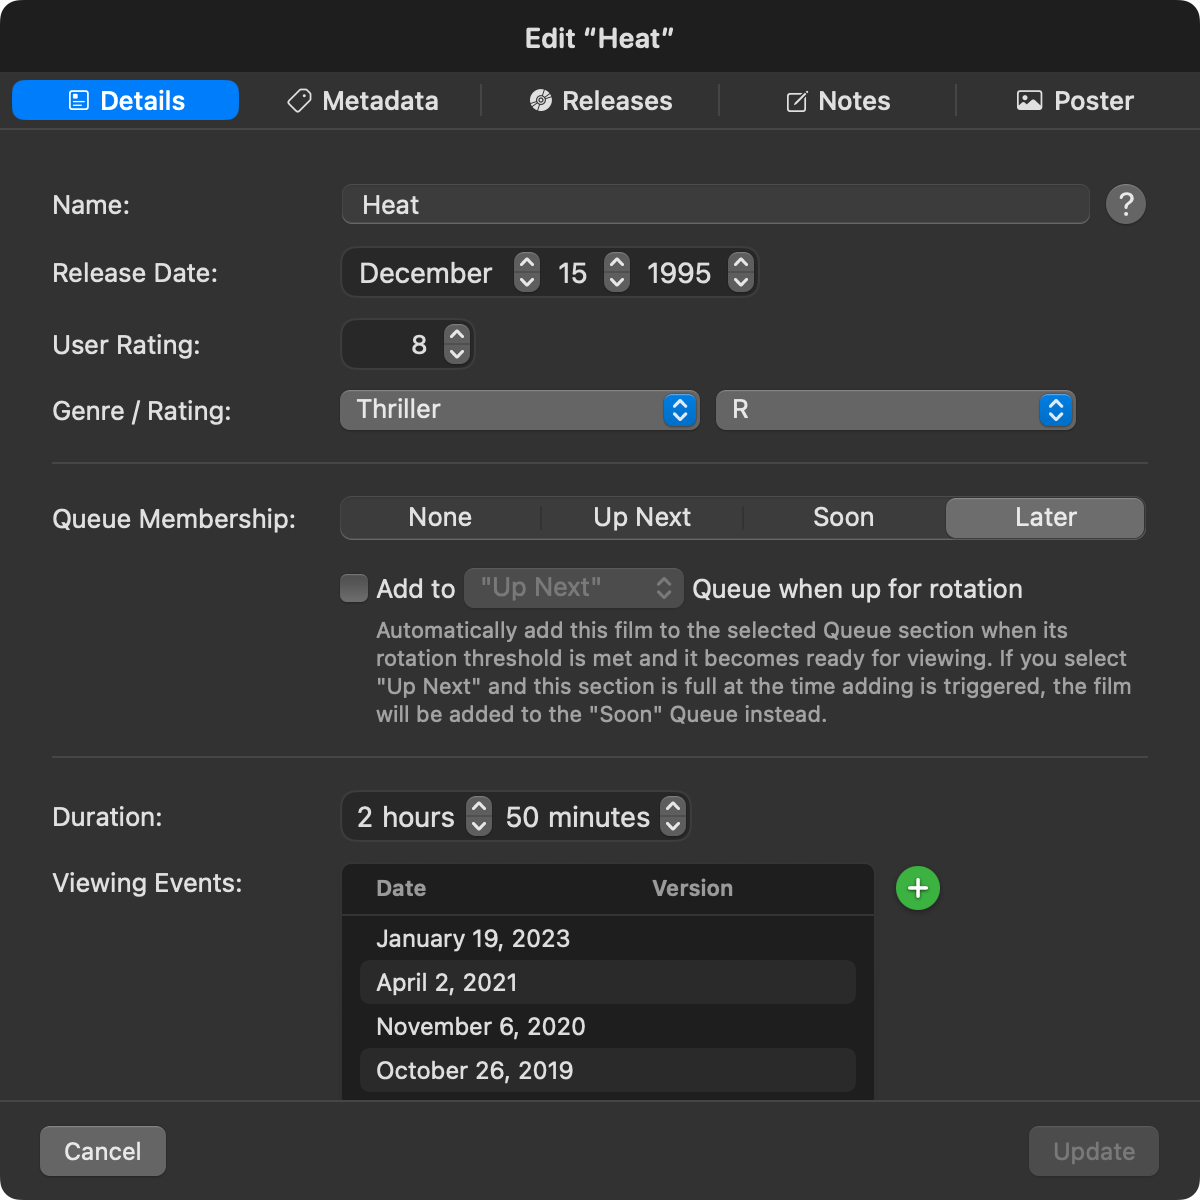 Edit “Heat”
Details
Metadata
Releases
Notes
Poster
Name:
Heat
?
Release Date:
December 15 1995
User Rating:
8
Genre / Rating:
Thriller
R
Queue Membership:
None
Up Next
Soon
Later
Add to "Up Next" Queue when up for rotation
Automatically add this film to the selected Queue section when its
rotation threshold is met and it becomes ready for viewing. If you select
"Up Next" and this section is full at the time adding is triggered, the film
will be added to the "Soon" Queue instead.
Duration:
2 hours 50 minutes
Viewing Events:
Date Version
January 19, 2023
April 2, 2021
November 6, 2020
October 26, 2019
Cancel
Update